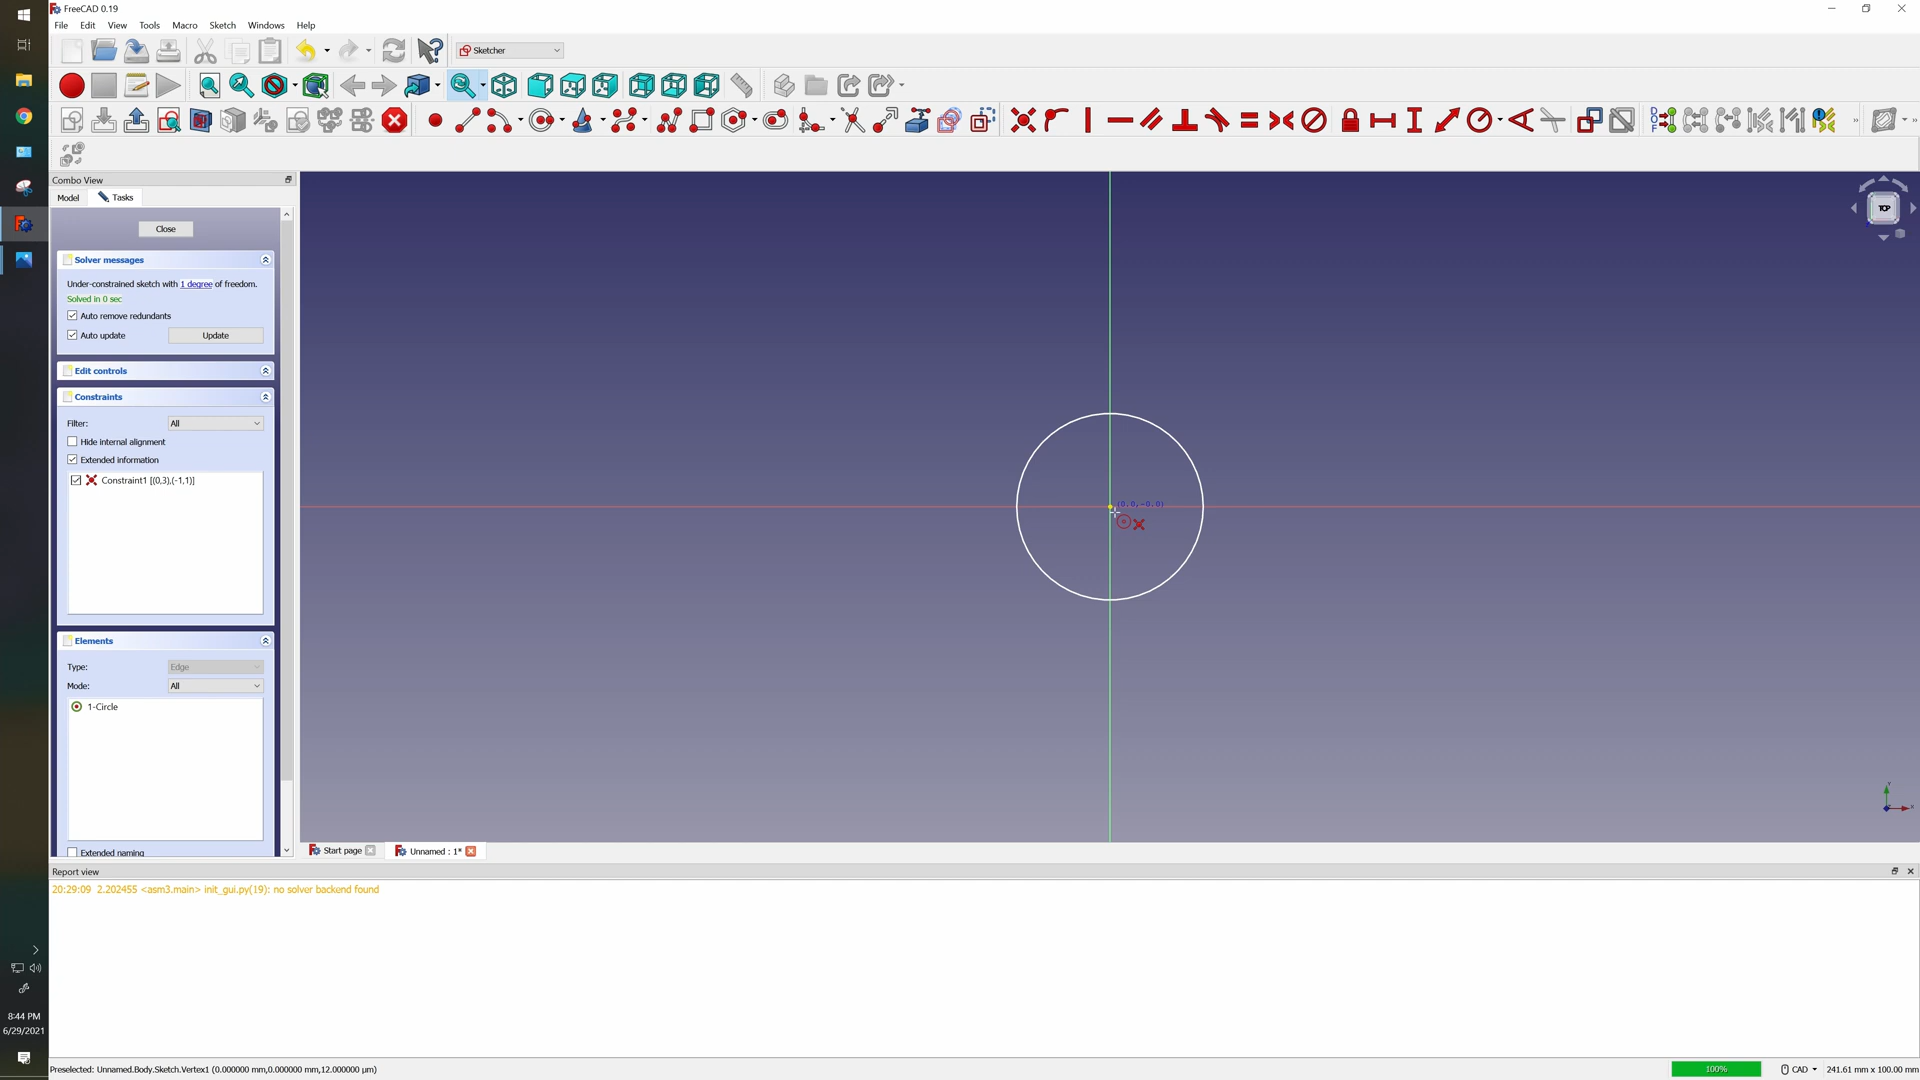 FreeCAD 0.19
File Edit View Tools Macro Sketch Windows Help
Sketcher
Combo View
Model Tasks
Close
Solver messages
Under-constrained sketch with 1 degree of freedom.
Solved in 0 sec
Auto remove redundants
Auto update Update
Edit controls
Constraints
Filter: All
Hide internal alignment
Extended information
Constraint1 [(0,3),(-1,1)]
Elements
Type: Edge
Mode: All
1-Circle
Extended naming
TOP
(0.0,-0.0)
Start page Unnamed : 1*
Report view
20:29:09 2.202455 <asm3.main> init_gui.py(19): no solver backend found
8:44 PM
6/29/2021
Preselected: Unnamed.Body.Sketch.Vertex1 (0.000000 mm,0.000000 mm,12.000000 µm)
100% CAD 241.61 mm x 100.00 mm